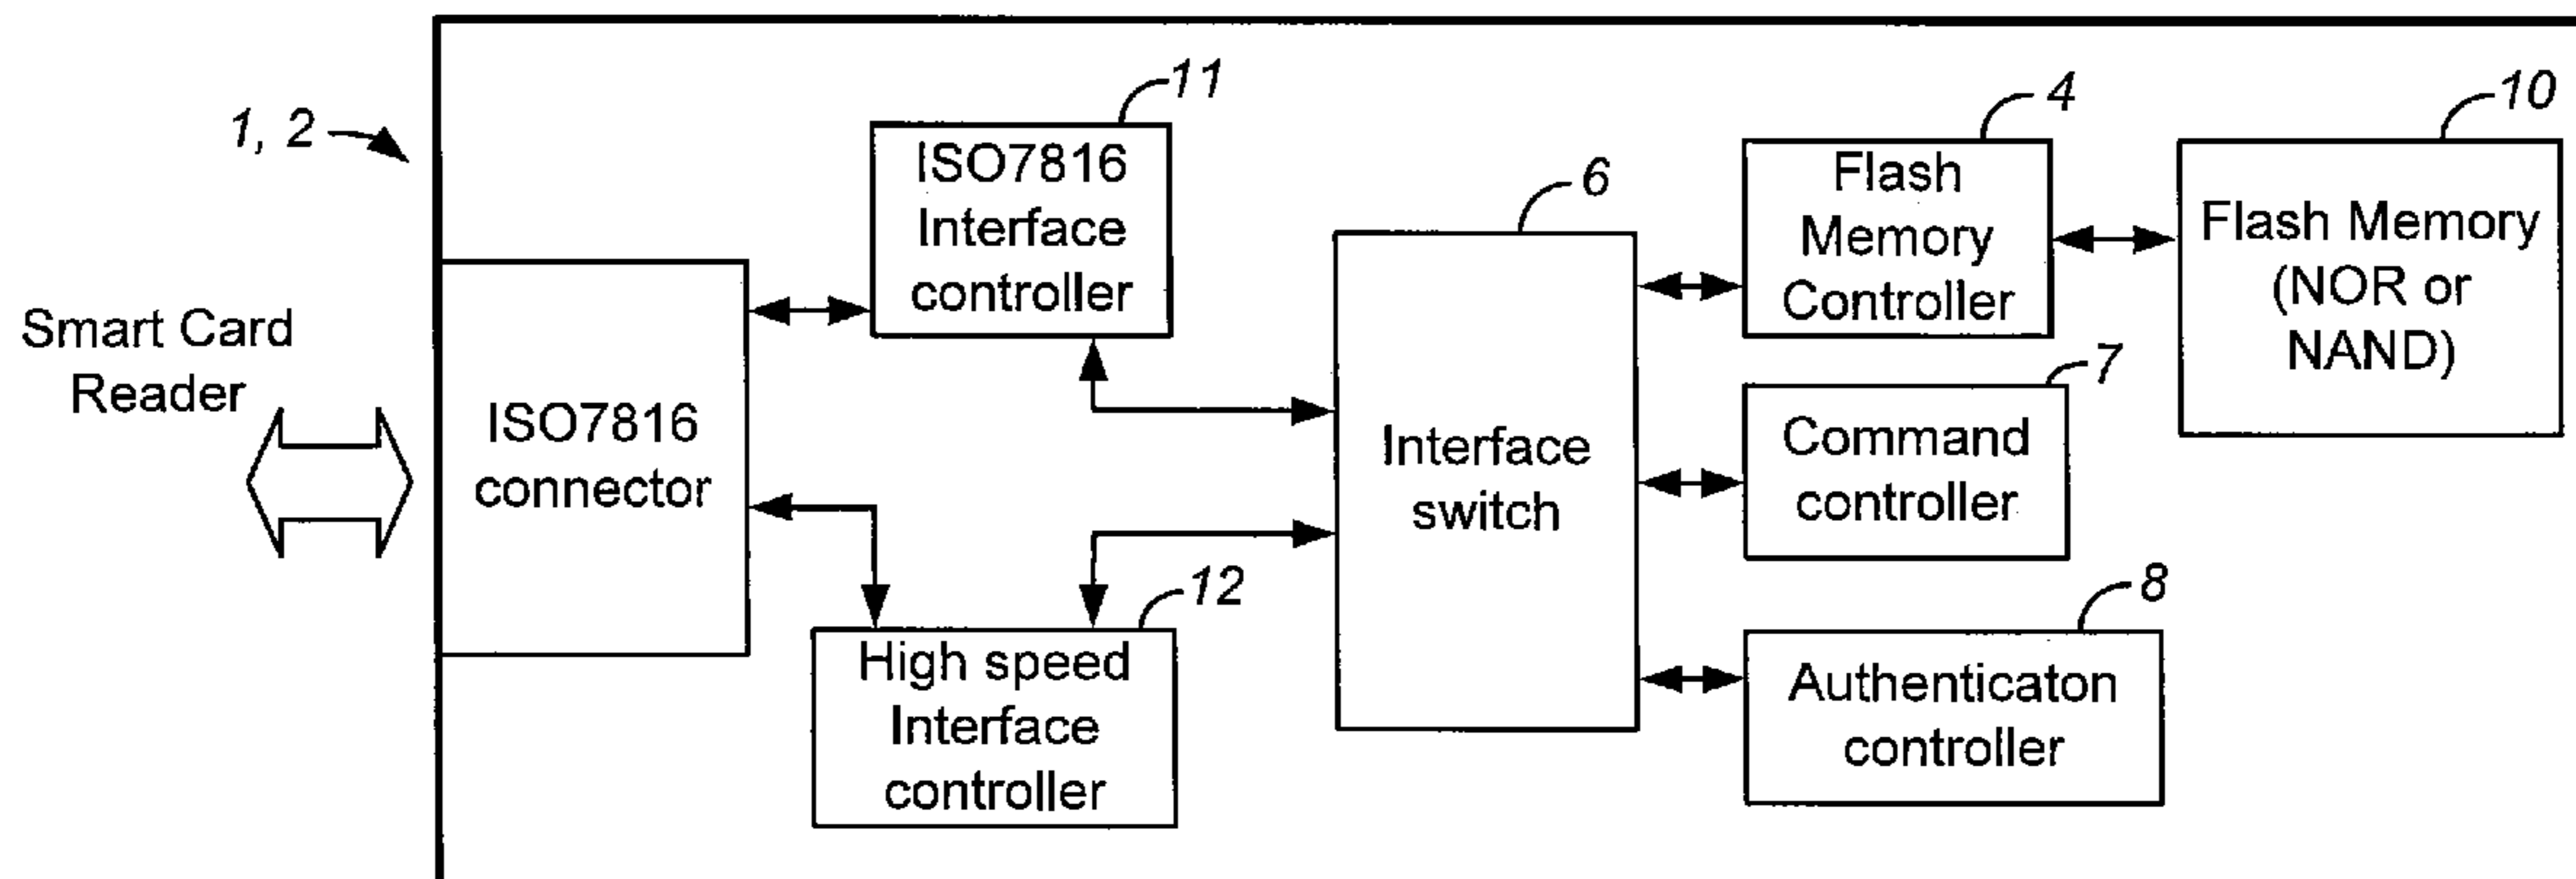 1, 2
Smart Card
Reader
ISO7816
connector
11
ISO7816
Interface
controller
12
High speed
Interface
controller
6
Interface
switch
4
Flash
Memory
Controller
10
Flash Memory
(NOR or
NAND)
7
Command
controller
8
Authenticaton
controller